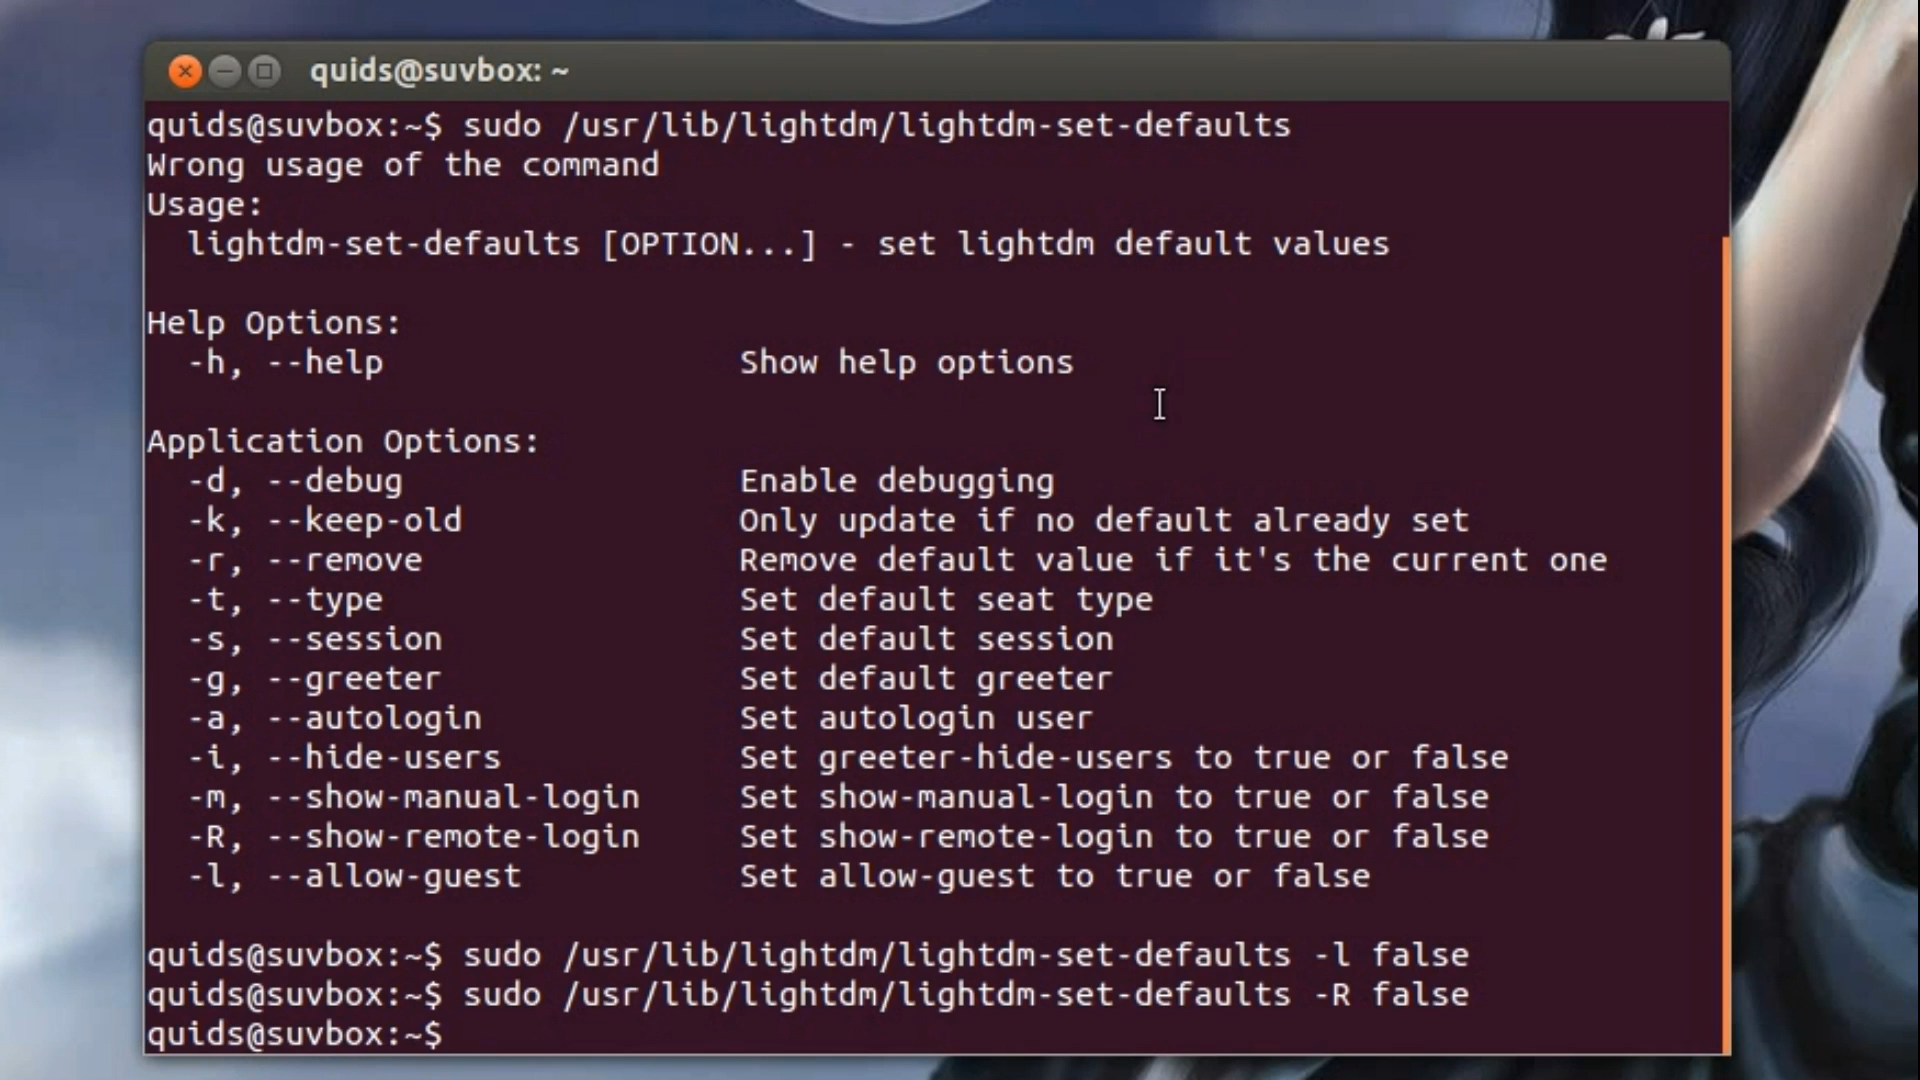 quids@suvbox: ~
quids@suvbox:~$ sudo /usr/lib/lightdm/lightdm-set-defaults
Wrong usage of the command
Usage:
  lightdm-set-defaults [OPTION...] - set lightdm default values

Help Options:
  -h, --help                  Show help options

Application Options:
  -d, --debug                 Enable debugging
  -k, --keep-old              Only update if no default already set
  -r, --remove                Remove default value if it's the current one
  -t, --type                  Set default seat type
  -s, --session               Set default session
  -g, --greeter               Set default greeter
  -a, --autologin             Set autologin user
  -i, --hide-users            Set greeter-hide-users to true or false
  -m, --show-manual-login     Set show-manual-login to true or false
  -R, --show-remote-login     Set show-remote-login to true or false
  -l, --allow-guest           Set allow-guest to true or false

quids@suvbox:~$ sudo /usr/lib/lightdm/lightdm-set-defaults -l false
quids@suvbox:~$ sudo /usr/lib/lightdm/lightdm-set-defaults -R false
quids@suvbox:~$